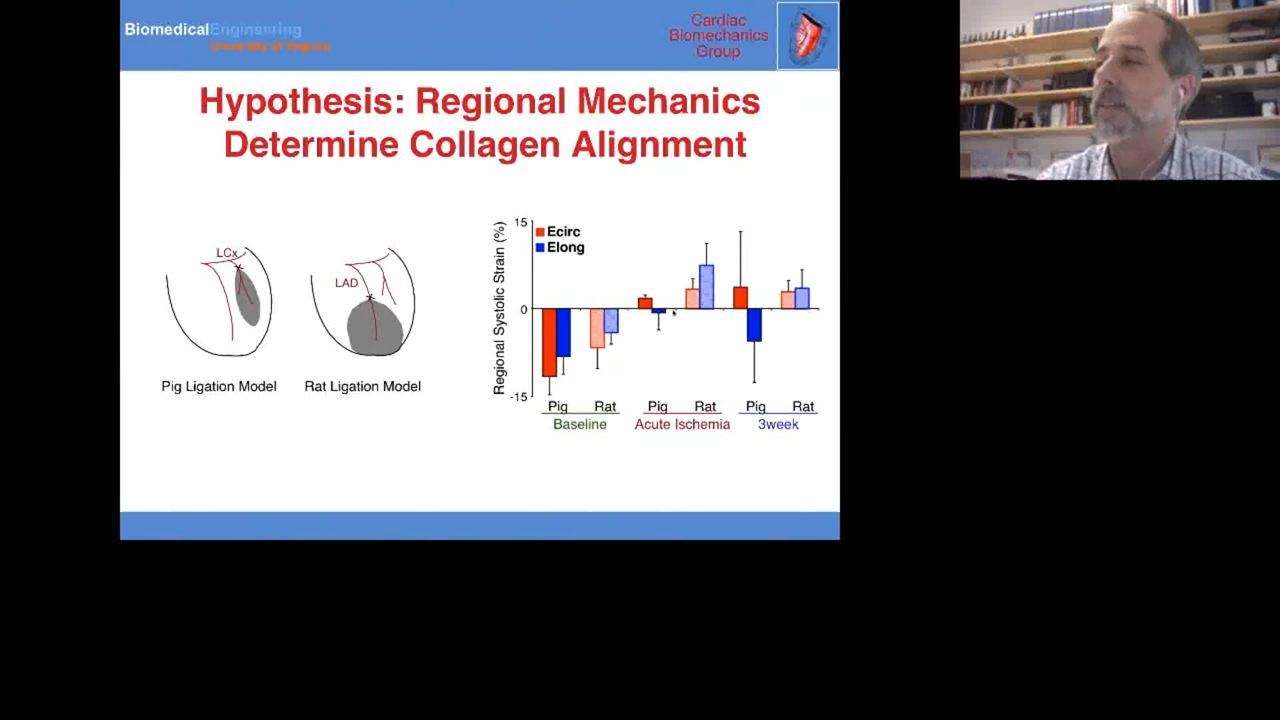 BiomedicalEngineering
University of Virginia
Cardiac
Biomechanics
Group
Hypothesis: Regional Mechanics
Determine Collagen Alignment
LCx
LAD
Pig Ligation Model
Rat Ligation Model
Regional Systolic Strain (%)
15
0
-15
Ecirc
Elong
Pig
Rat
Pig
Rat
Pig
Rat
Baseline
Acute Ischemia
3week